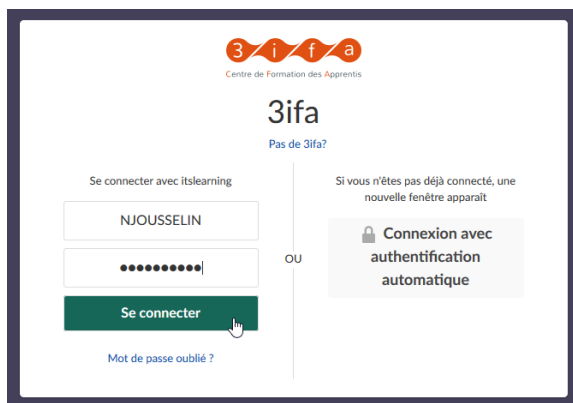 3ifa
Centre de Formation des Apprentis
3ifa
Pas de 3ifa?
Se connecter avec itslearning
NJOUSSELIN
••••••••••
Se connecter
Mot de passe oublié ?
OU
Si vous n'êtes pas déjà connecté, une
nouvelle fenêtre apparaît
Connexion avec
authentification
automatique